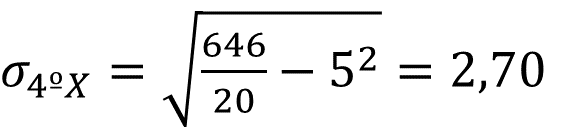 σ₄ºX = √(646/20 − 5²) = 2,70